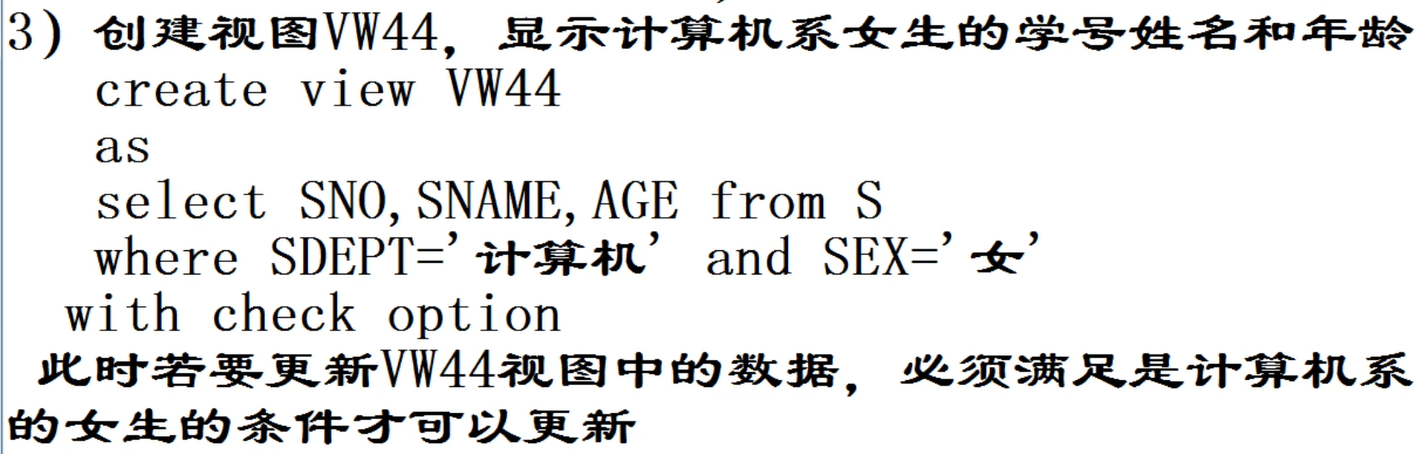 3) 创建视图VW44, 显示计算机系女生的学号姓名和年龄
create view VW44
as
select SNO,SNAME,AGE from S
where SDEPT=’计算机’ and SEX=’女’
with check option
此时若要更新VW44视图中的数据, 必须满足是计算机系
的女生的条件才可以更新